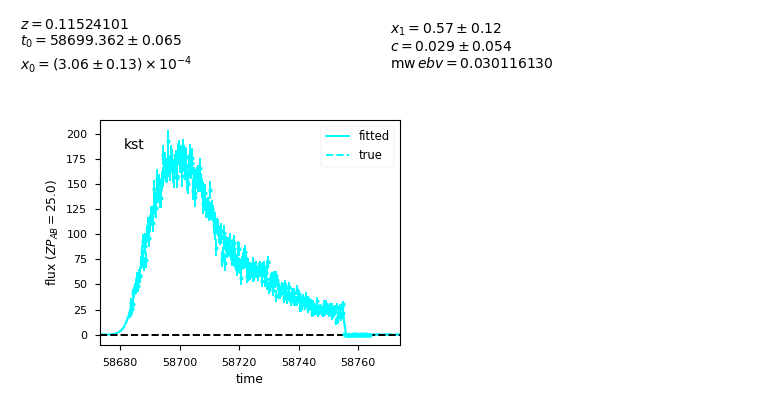 z = 0.11524101
t₀ = 58699.362 ± 0.065
x₀ = (3.06 ± 0.13) × 10⁻⁴
x₁ = 0.57 ± 0.12
c = 0.029 ± 0.054
mw ebv = 0.030116130
kst
fitted
true
flux (ZP_AB = 25.0)
200
175
150
125
100
75
50
25
0
58680 58700 58720 58740 58760
time